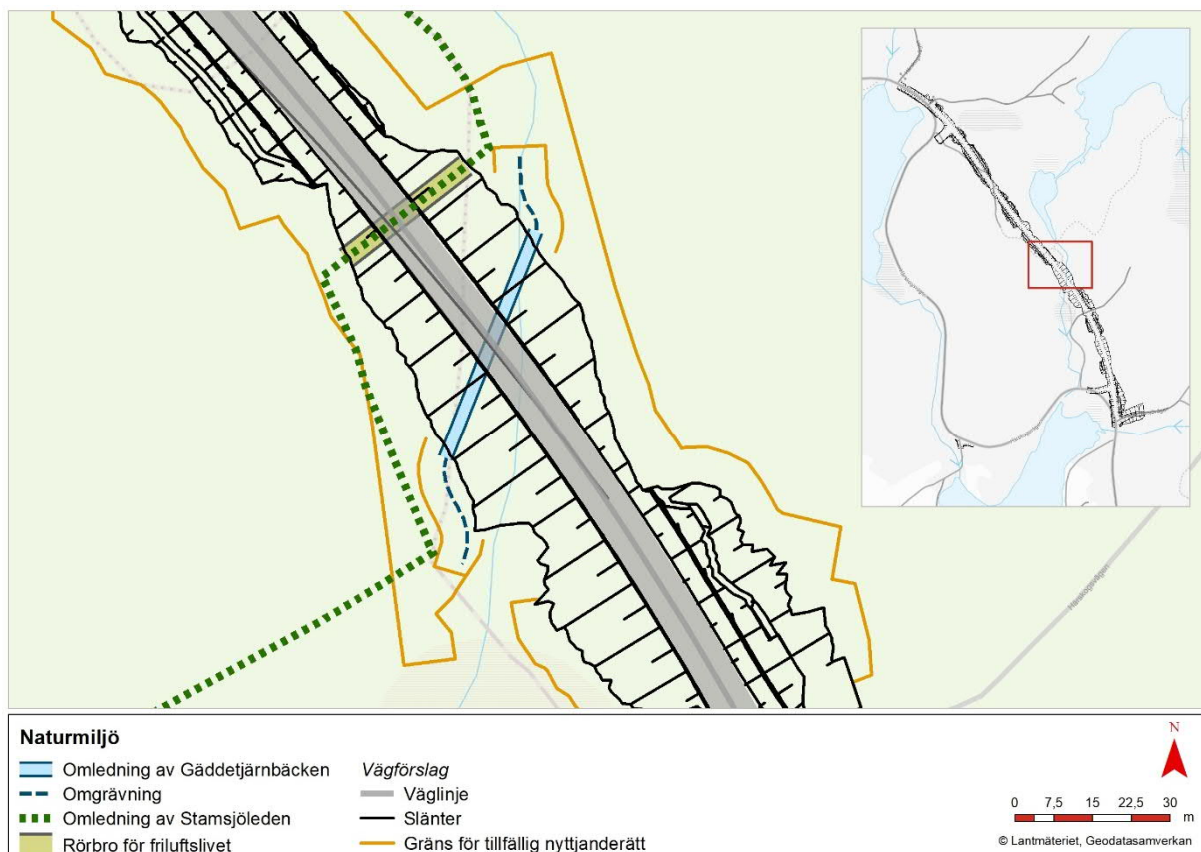 Härskogsvägen
Naturmiljö
Omledning av Gäddetjärnbäcken
Omgrävning
Omledning av Stamsjöleden
Rörbro för friluftslivet
Vägförslag
Väglinje
Slänter
Gräns för tillfällig nyttjanderätt
N
0 7,5 15 22,5 30
m
© Lantmäteriet, Geodatasamverkan